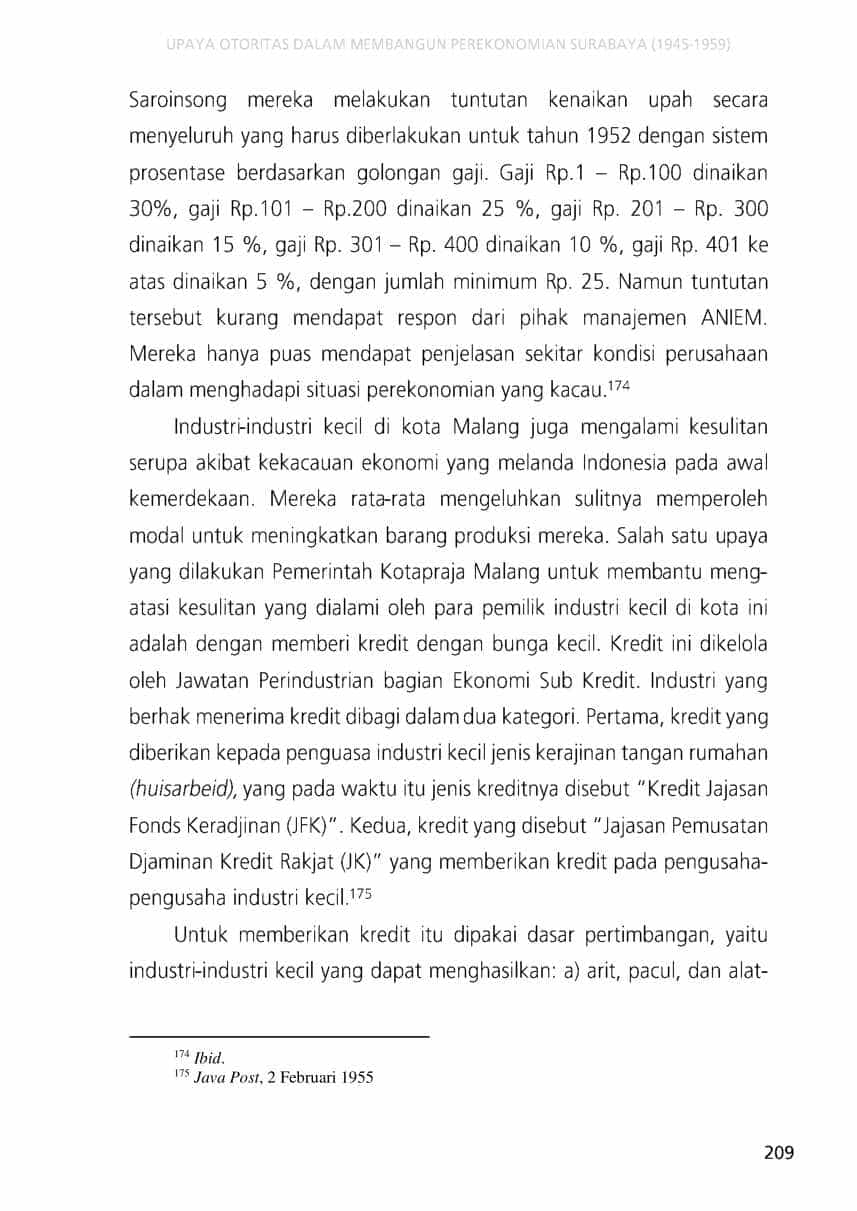 UPAYA OTORITAS DALAM MEMBANGUN PEREKONOMIAN SURABAYA (1945-1959)
Saroinsong mereka melakukan tuntutan kenaikan upah secara
menyeluruh yang harus diberlakukan untuk tahun 1952 dengan sistem
prosentase berdasarkan golongan gaji. Gaji Rp.1 – Rp.100 dinaikan
30%, gaji Rp.101 – Rp.200 dinaikan 25 %, gaji Rp. 201 – Rp. 300
dinaikan 15 %, gaji Rp. 301 – Rp. 400 dinaikan 10 %, gaji Rp. 401 ke
atas dinaikan 5 %, dengan jumlah minimum Rp. 25. Namun tuntutan
tersebut kurang mendapat respon dari pihak manajemen ANIEM.
Mereka hanya puas mendapat penjelasan sekitar kondisi perusahaan
dalam menghadapi situasi perekonomian yang kacau.174
Industri-industri kecil di kota Malang juga mengalami kesulitan
serupa akibat kekacauan ekonomi yang melanda Indonesia pada awal
kemerdekaan. Mereka rata-rata mengeluhkan sulitnya memperoleh
modal untuk meningkatkan barang produksi mereka. Salah satu upaya
yang dilakukan Pemerintah Kotapraja Malang untuk membantu meng-
atasi kesulitan yang dialami oleh para pemilik industri kecil di kota ini
adalah dengan memberi kredit dengan bunga kecil. Kredit ini dikelola
oleh Jawatan Perindustrian bagian Ekonomi Sub Kredit. Industri yang
berhak menerima kredit dibagi dalam dua kategori. Pertama, kredit yang
diberikan kepada penguasa industri kecil jenis kerajinan tangan rumahan
(huisarbeid), yang pada waktu itu jenis kreditnya disebut “Kredit Jajasan
Fonds Keradjinan (JFK)”. Kedua, kredit yang disebut “Jajasan Pemusatan
Djaminan Kredit Rakjat (JK)” yang memberikan kredit pada pengusaha-
pengusaha industri kecil.175
Untuk memberikan kredit itu dipakai dasar pertimbangan, yaitu
industri-industri kecil yang dapat menghasilkan: a) arit, pacul, dan alat-
174 Ibid.
175 Java Post, 2 Februari 1955
209